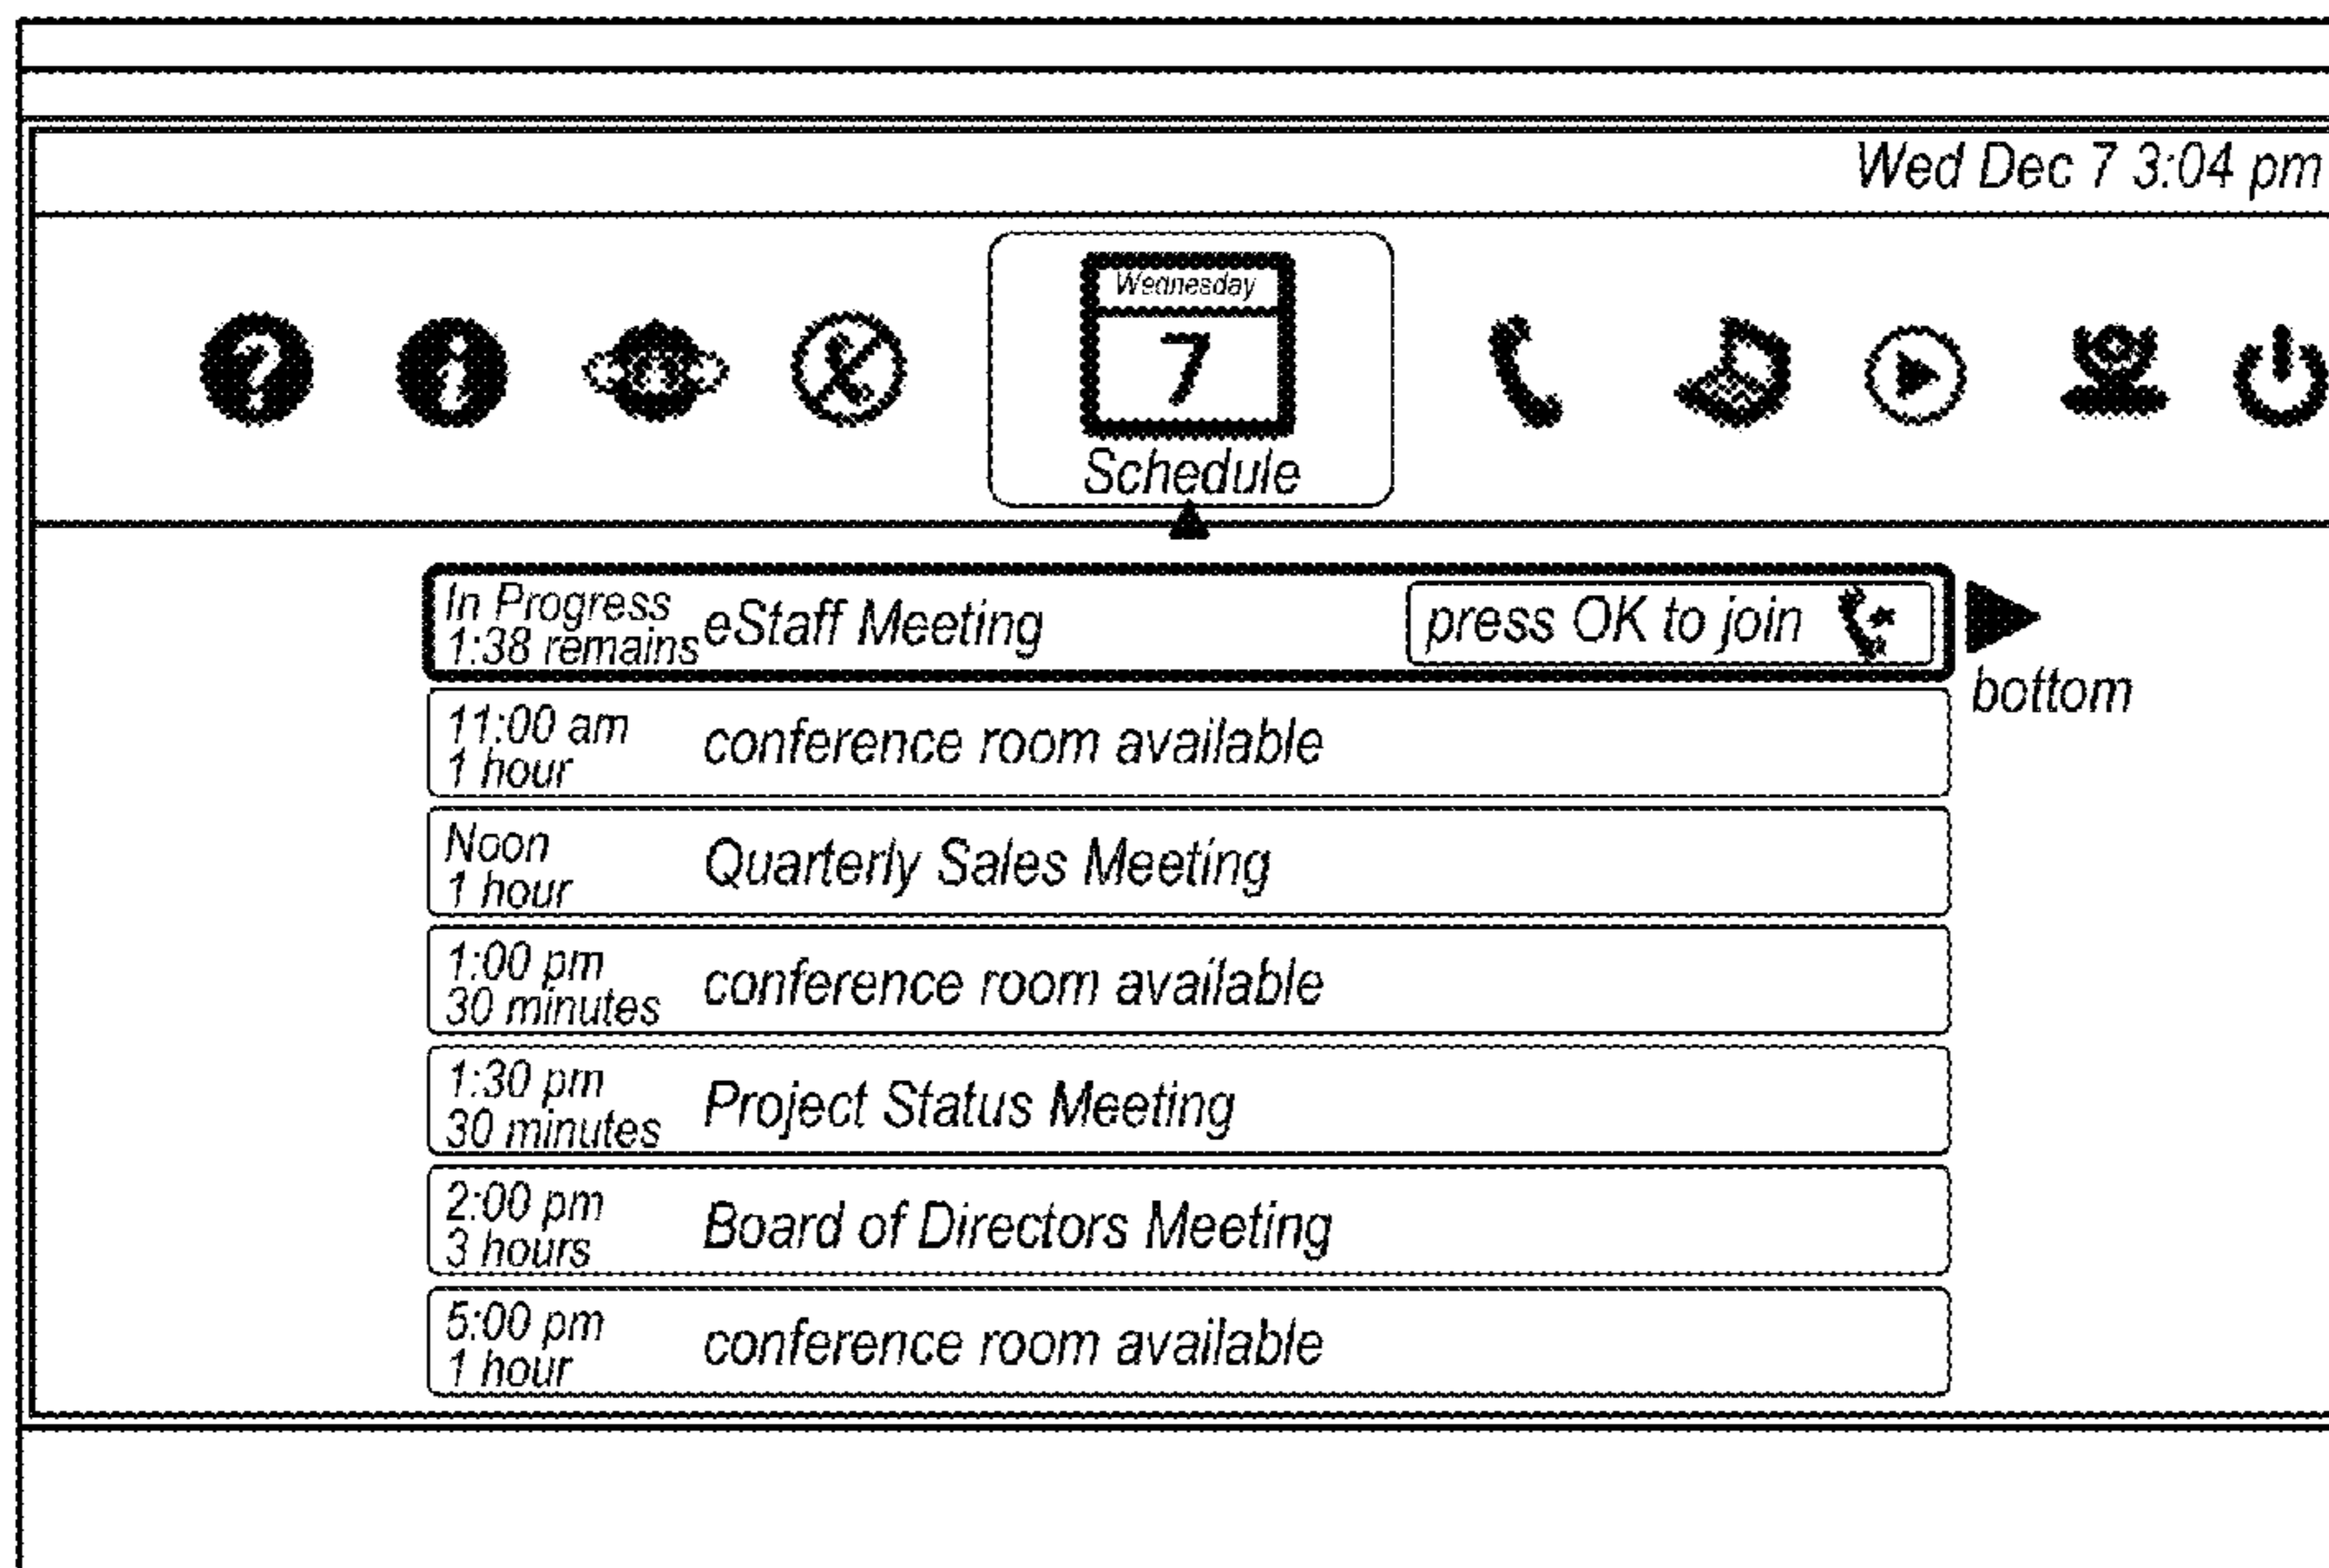 Wed Dec 7 3:04 pm
Wednesday
7
Schedule
In Progress
1:38 remains
eStaff Meeting
press OK to join
bottom
11:00 am
1 hour
conference room available
Noon
1 hour
Quarterly Sales Meeting
1:00 pm
30 minutes
conference room available
1:30 pm
30 minutes
Project Status Meeting
2:00 pm
3 hours
Board of Directors Meeting
5:00 pm
1 hour
conference room available